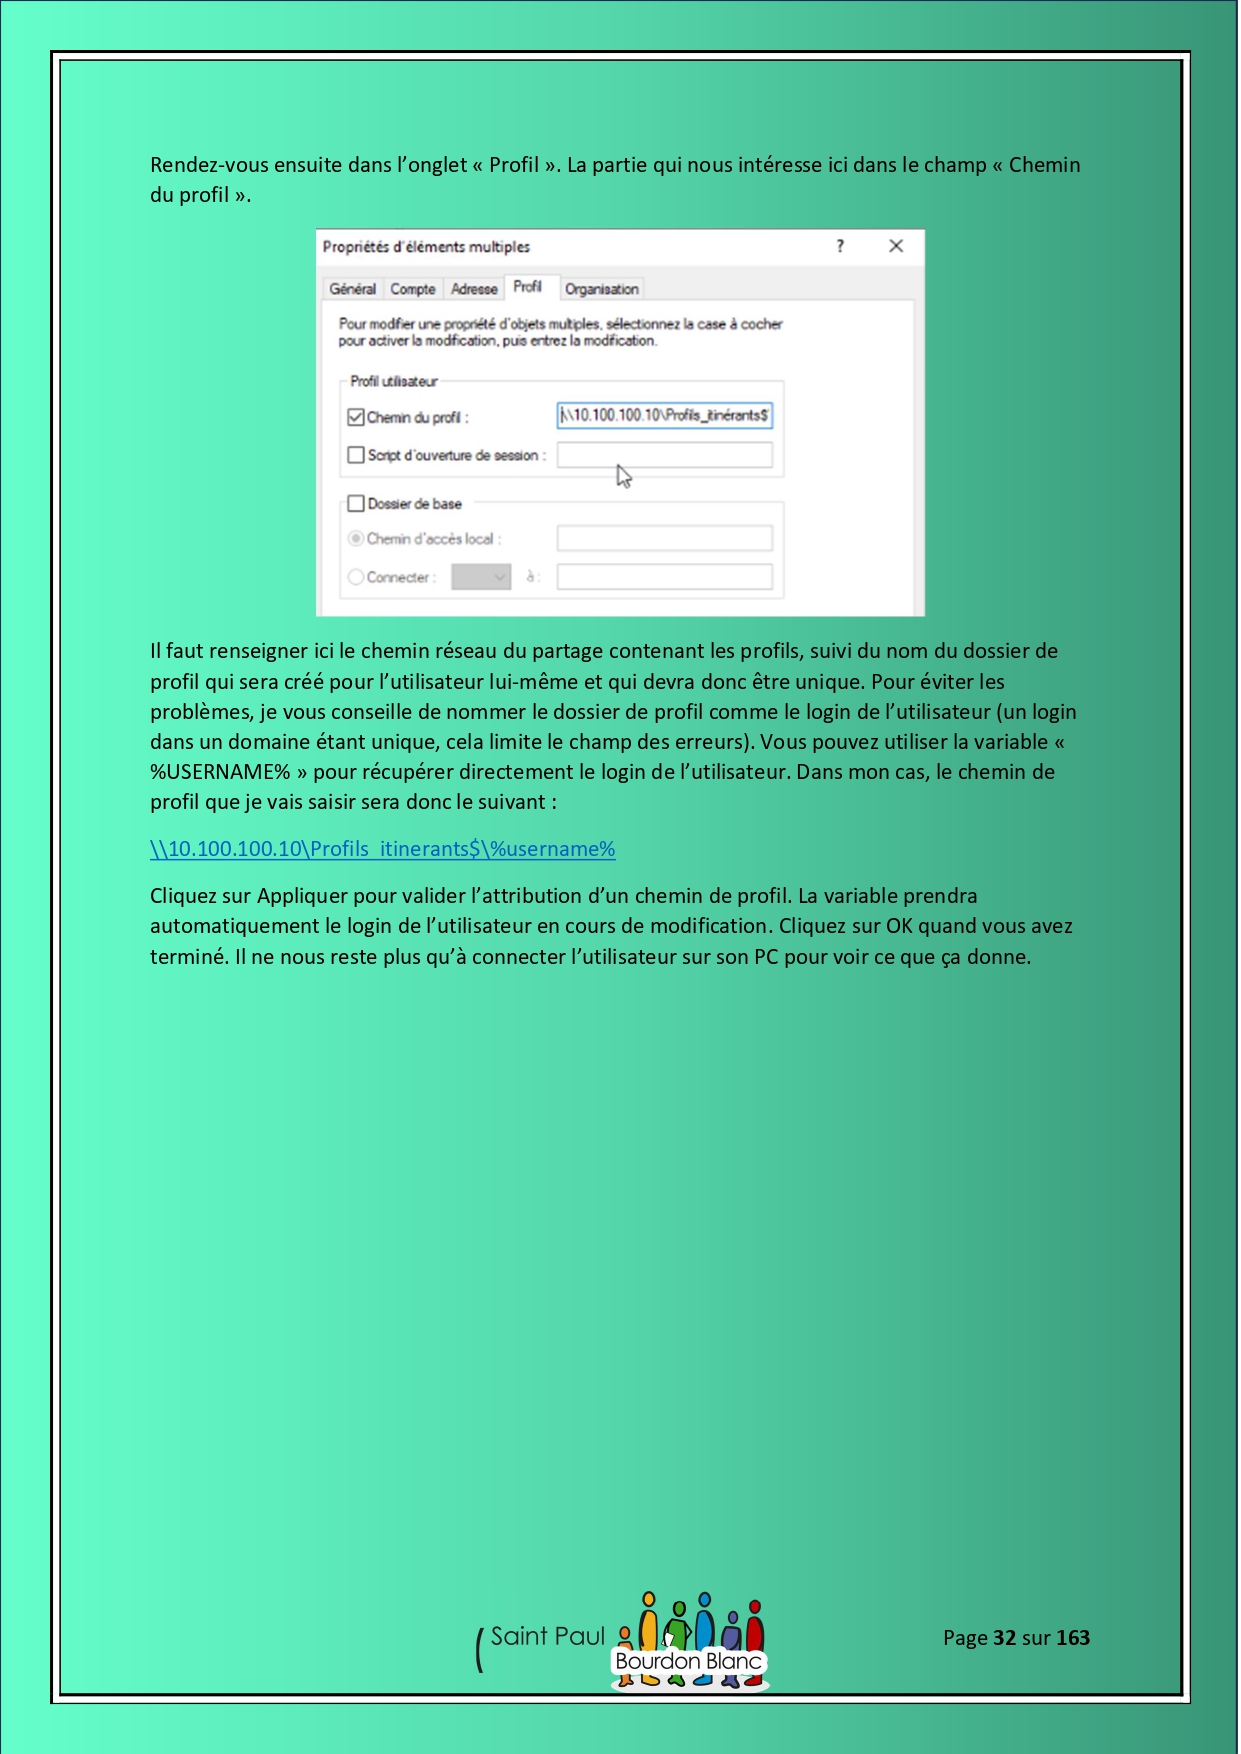 Rendez-vous ensuite dans l’onglet « Profil ». La partie qui nous intéresse ici dans le champ « Chemin
du profil ».
Propriétés d'éléments multiples ?
Général Compte Adresse Profil Organisation
Pour modifier une propriété d'objets multiples, sélectionnez la case à cocher
pour activer la modification, puis entrez la modification.
Profil utilisateur
Chemin du profil : \\10.100.100.10\Profils_itinérants$
Script d'ouverture de session :
Dossier de base
Chemin d'accès local :
Connecter : à :
Il faut renseigner ici le chemin réseau du partage contenant les profils, suivi du nom du dossier de
profil qui sera créé pour l’utilisateur lui-même et qui devra donc être unique. Pour éviter les
problèmes, je vous conseille de nommer le dossier de profil comme le login de l’utilisateur (un login
dans un domaine étant unique, cela limite le champ des erreurs). Vous pouvez utiliser la variable «
%USERNAME% » pour récupérer directement le login de l’utilisateur. Dans mon cas, le chemin de
profil que je vais saisir sera donc le suivant :
\\10.100.100.10\Profils_itinerants$\%username%
Cliquez sur Appliquer pour valider l’attribution d’un chemin de profil. La variable prendra
automatiquement le login de l’utilisateur en cours de modification. Cliquez sur OK quand vous avez
terminé. Il ne nous reste plus qu’à connecter l’utilisateur sur son PC pour voir ce que ça donne.
( Saint Paul
Bourdon Blanc
Page 32 sur 163